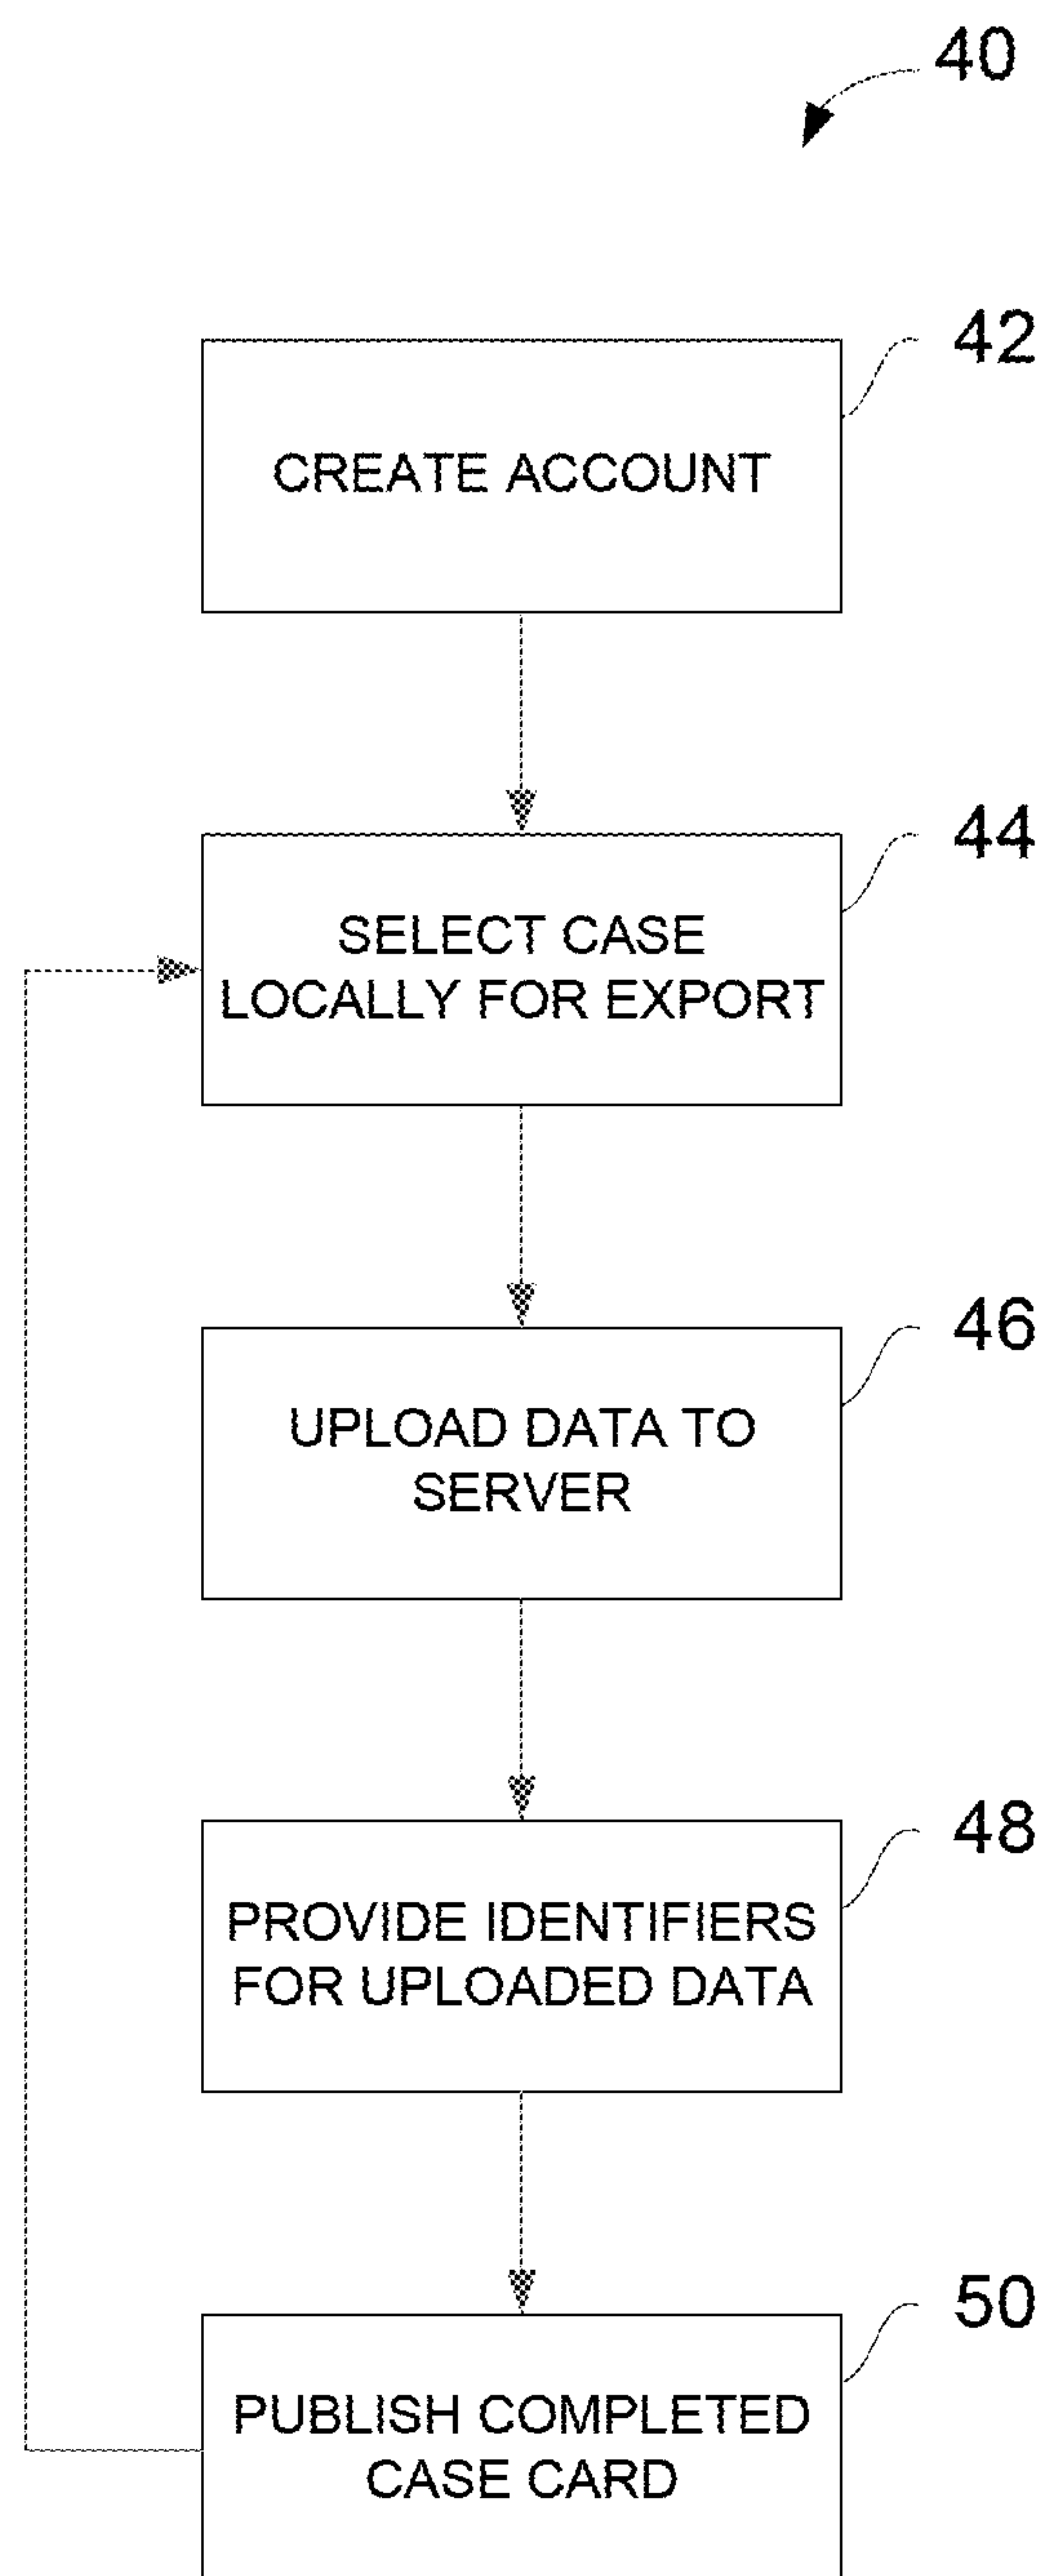 40
42
CREATE ACCOUNT
44
SELECT CASE
LOCALLY FOR EXPORT
46
UPLOAD DATA TO
SERVER
48
PROVIDE IDENTIFIERS
FOR UPLOADED DATA
50
PUBLISH COMPLETED
CASE CARD